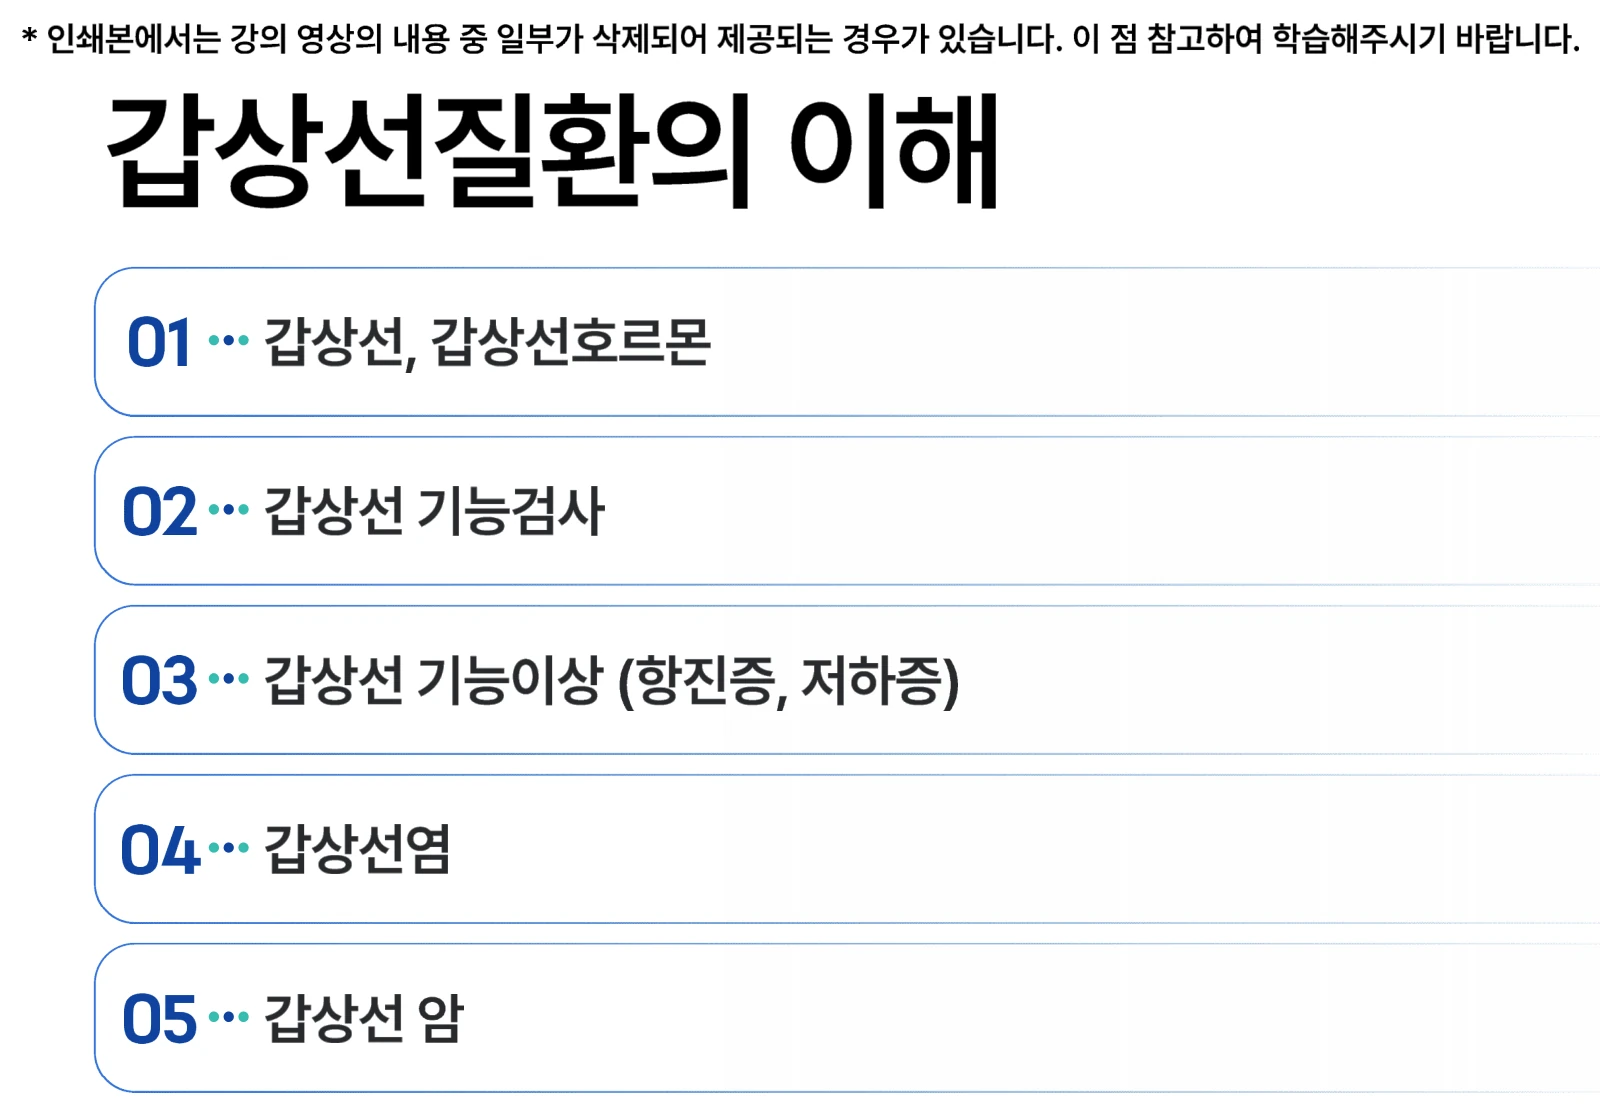 * 인쇄본에서는 강의 영상의 내용 중 일부가 삭제되어 제공되는 경우가 있습니다. 이 점 참고하여 학습해주시기 바랍니다.
갑상선질환의 이해
01 ··· 갑상선, 갑상선호르몬
02 ··· 갑상선 기능검사
03 ··· 갑상선 기능이상 (항진증, 저하증)
04 ··· 갑상선염
05 ··· 갑상선 암